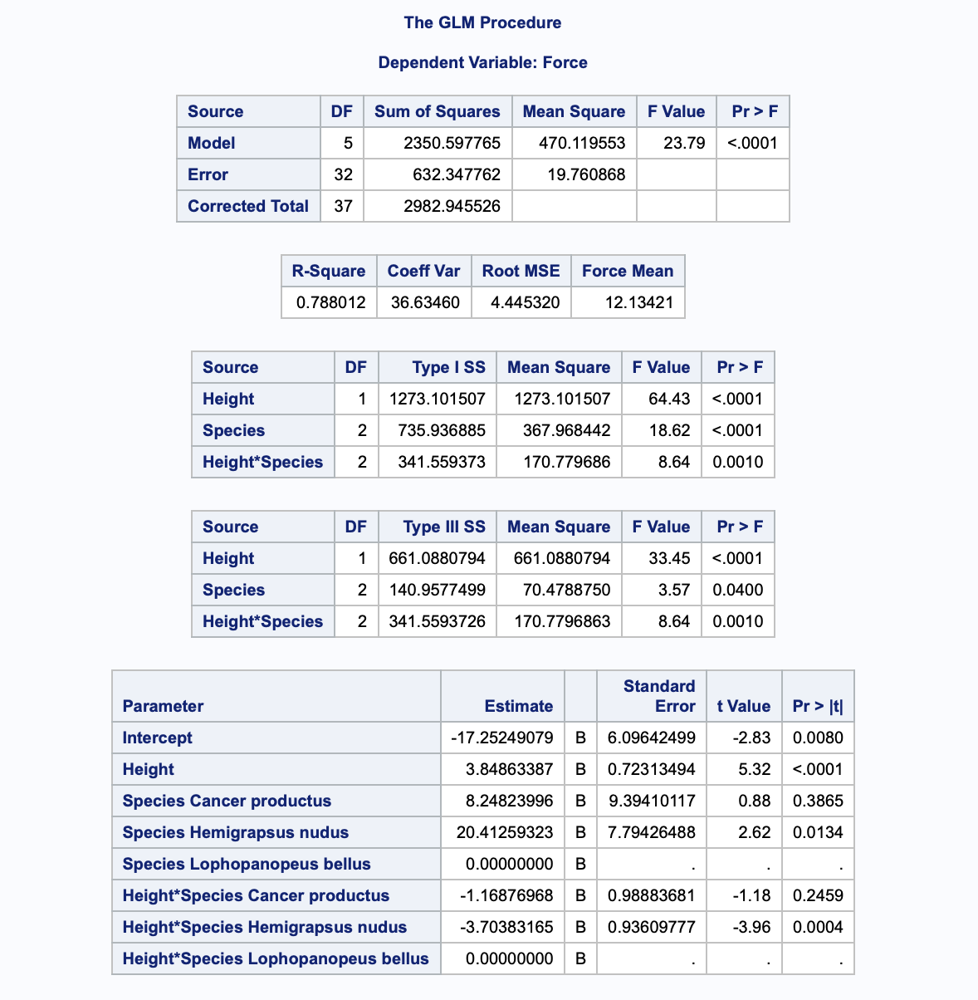 The GLM Procedure
Dependent Variable: Force
Source DF Sum of Squares Mean Square F Value Pr > F
Model 5 2350.597765 470.119553 23.79 <.0001
Error 32 632.347762 19.760868
Corrected Total 37 2982.945526
R-Square Coeff Var Root MSE Force Mean
0.788012 36.63460 4.445320 12.13421
Source DF Type I SS Mean Square F Value Pr > F
Height 1 1273.101507 1273.101507 64.43 <.0001
Species 2 735.936885 367.968442 18.62 <.0001
Height*Species 2 341.559373 170.779686 8.64 0.0010
Source DF Type III SS Mean Square F Value Pr > F
Height 1 661.0880794 661.0880794 33.45 <.0001
Species 2 140.9577499 70.4788750 3.57 0.0400
Height*Species 2 341.5593726 170.7796863 8.64 0.0010
Parameter Estimate Standard Error t Value Pr > |t|
Intercept -17.25249079 B 6.09642499 -2.83 0.0080
Height 3.84863387 B 0.72313494 5.32 <.0001
Species Cancer productus 8.24823996 B 9.39410117 0.88 0.3865
Species Hemigrapsus nudus 20.41259323 B 7.79426488 2.62 0.0134
Species Lophopanopeus bellus 0.00000000 B . . .
Height*Species Cancer productus -1.16876968 B 0.98883681 -1.18 0.2459
Height*Species Hemigrapsus nudus -3.70383165 B 0.93609777 -3.96 0.0004
Height*Species Lophopanopeus bellus 0.00000000 B . . .